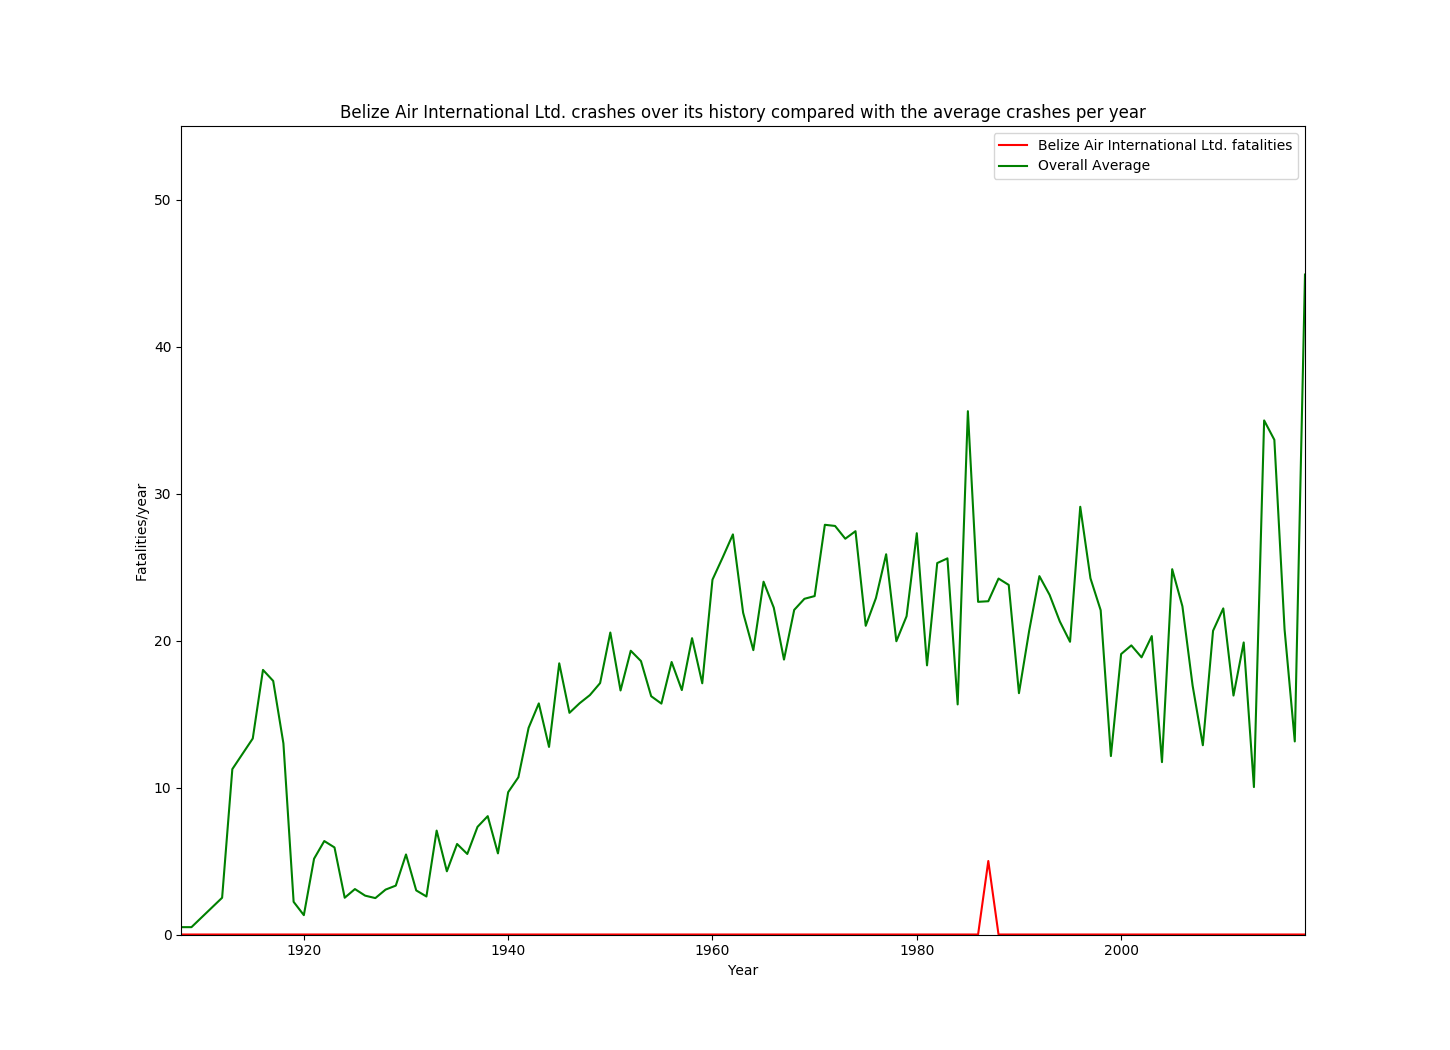 Belize Air International Ltd. crashes over its history compared with the average crashes per year
Belize Air International Ltd. fatalities
Overall Average
50
40
30
20
10
0
Fatalities/year
1920 1940 1960 1980 2000
Year